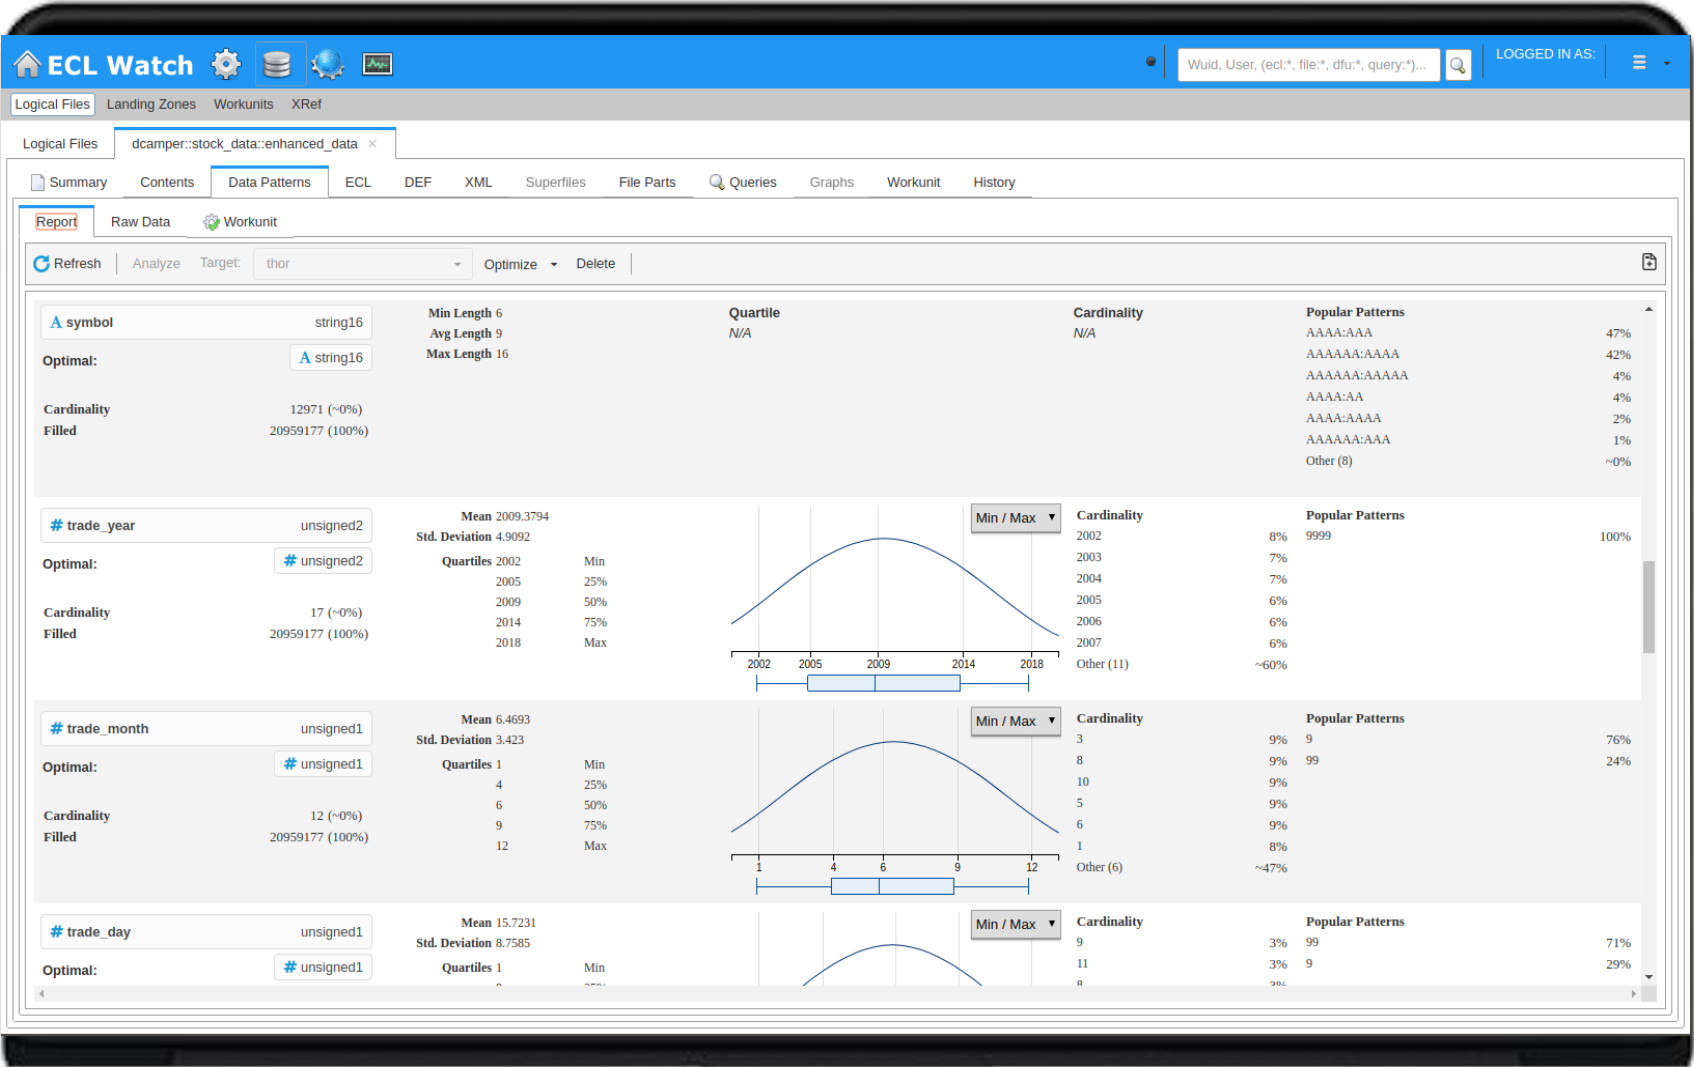 ECL Watch
Wuid, User, (ecl:*, file:*, dfu:*, query:*)...
LOGGED IN AS:
Logical Files Landing Zones Workunits XRef
Logical Files dcamper::stock_data::enhanced_data ×
Summary Contents Data Patterns ECL DEF XML Superfiles File Parts Queries Graphs Workunit History
Report Raw Data Workunit
Refresh Analyze Target: thor Optimize Delete
A symbol string16
Optimal: A string16
Cardinality 12971 (~0%)
Filled 20959177 (100%)
Min Length 6
Avg Length 9
Max Length 16
Quartile
N/A
Cardinality
N/A
Popular Patterns
AAAA:AAA 47%
AAAAAA:AAAA 42%
AAAAAA:AAAAA 4%
AAAA:AA 4%
AAAA:AAAA 2%
AAAAAA:AAA 1%
Other (8) ~0%
# trade_year unsigned2
Optimal: # unsigned2
Cardinality 17 (~0%)
Filled 20959177 (100%)
Mean 2009.3794
Std. Deviation 4.9092
Quartiles 2002 Min
2005 25%
2009 50%
2014 75%
2018 Max
Min / Max
2002 2005 2009 2014 2018
Cardinality
2002 8%
2003 7%
2004 7%
2005 6%
2006 6%
2007 6%
Other (11) ~60%
Popular Patterns
9999 100%
# trade_month unsigned1
Optimal: # unsigned1
Cardinality 12 (~0%)
Filled 20959177 (100%)
Mean 6.4693
Std. Deviation 3.423
Quartiles 1 Min
4 25%
6 50%
9 75%
12 Max
Min / Max
1 4 6 9 12
Cardinality
3 9%
8 9%
10 9%
5 9%
6 9%
1 8%
Other (6) ~47%
Popular Patterns
9 76%
99 24%
# trade_day unsigned1
Optimal: # unsigned1
Mean 15.7231
Std. Deviation 8.7585
Quartiles 1 Min
Min / Max
Cardinality
9 3%
11 3%
8 3%
Popular Patterns
99 71%
9 29%